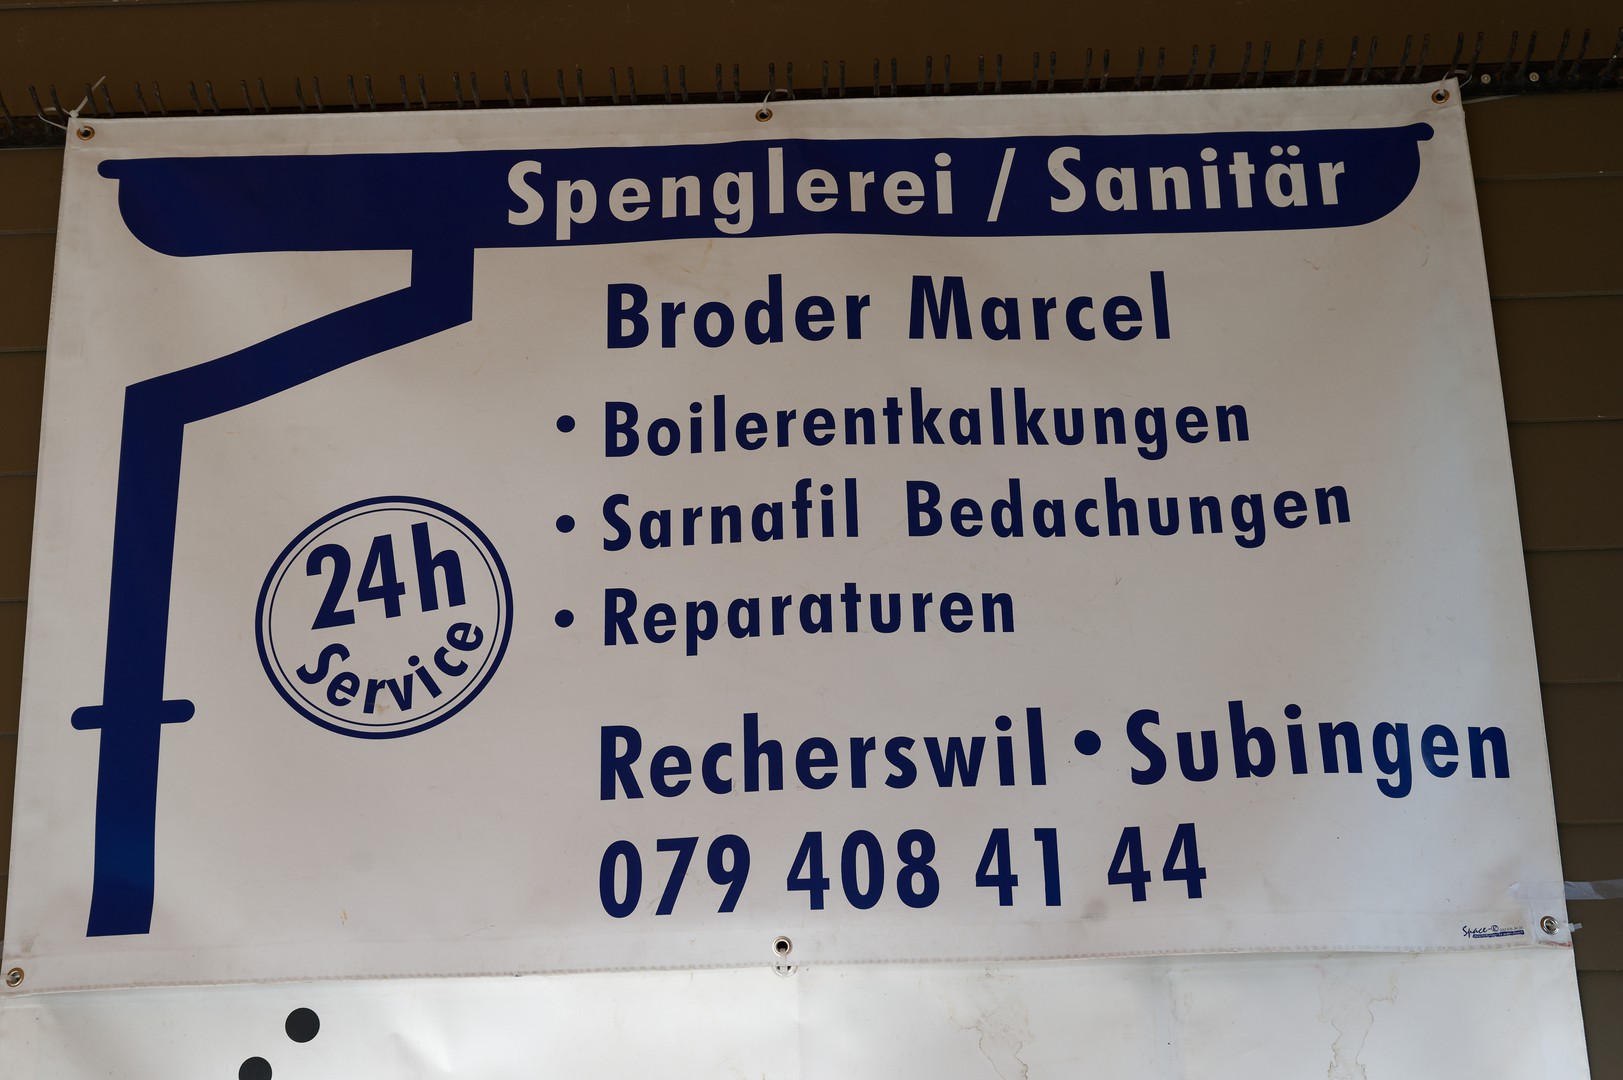 Spenglerei / Sanitär
Broder Marcel
• Boilerentkalkungen
• Sarnafil Bedachungen
• Reparaturen
24h
Service
Recherswil • Subingen
079 408 41 44